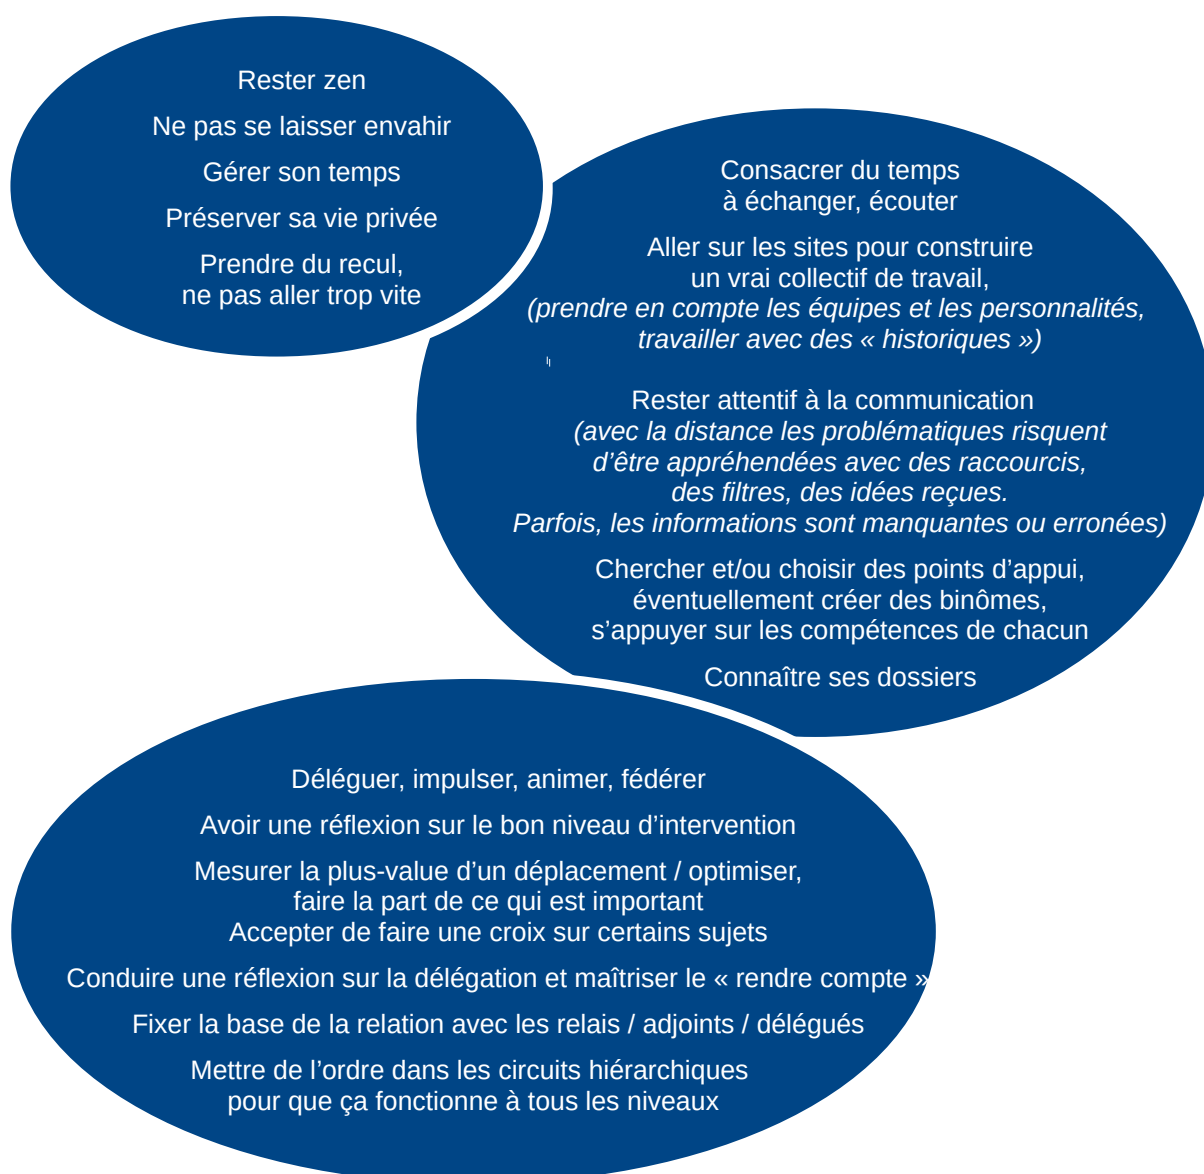 Rester zen
Ne pas se laisser envahir
Gérer son temps
Préserver sa vie privée
Prendre du recul,
ne pas aller trop vite
Consacrer du temps
à échanger, écouter
Aller sur les sites pour construire
un vrai collectif de travail,
(prendre en compte les équipes et les personnalités,
travailler avec des « historiques »)
Rester attentif à la communication
(avec la distance les problématiques risquent
d’être appréhendées avec des raccourcis,
des filtres, des idées reçues.
Parfois, les informations sont manquantes ou erronées)
Chercher et/ou choisir des points d’appui,
éventuellement créer des binômes,
s’appuyer sur les compétences de chacun
Connaître ses dossiers
Déléguer, impulser, animer, fédérer
Avoir une réflexion sur le bon niveau d’intervention
Mesurer la plus-value d’un déplacement / optimiser,
faire la part de ce qui est important
Accepter de faire une croix sur certains sujets
Conduire une réflexion sur la délégation et maîtriser le « rendre compte »
Fixer la base de la relation avec les relais / adjoints / délégués
Mettre de l’ordre dans les circuits hiérarchiques
pour que ça fonctionne à tous les niveaux